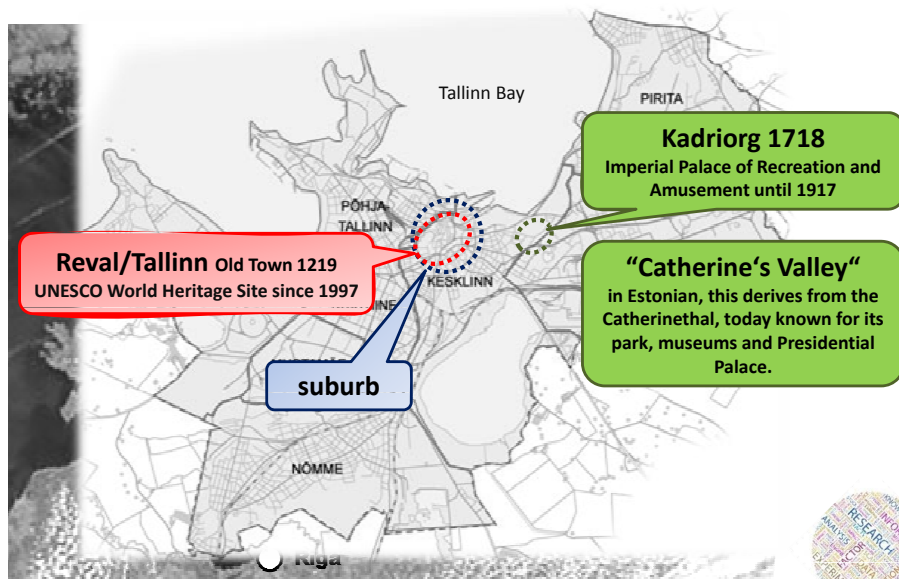 Tallinn Bay
PIRITA
Kadriorg 1718
Imperial Palace of Recreation and
Amusement until 1917
PÕHJA-
TALLINN
Reval/Tallinn Old Town 1219
UNESCO World Heritage Site since 1997
KESKLINN
“Catherine‘s Valley“
in Estonian, this derives from the
Catherinethal, today known for its
park, museums and Presidential
Palace.
suburb
NÕMME
Riga
RESEARCH
ANALYSIS